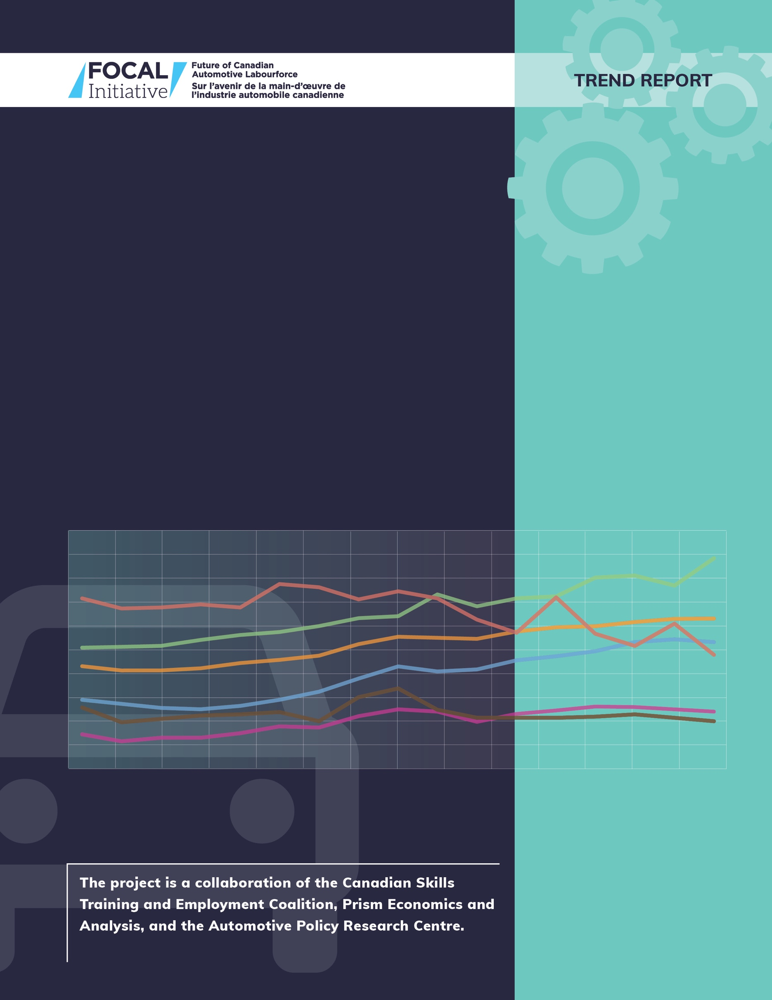 FOCAL
Initiative
Future of Canadian
Automotive Labourforce
Sur l’avenir de la main-d’œuvre de
l’industrie automobile canadienne
TREND REPORT
The project is a collaboration of the Canadian Skills
Training and Employment Coalition, Prism Economics and
Analysis, and the Automotive Policy Research Centre.